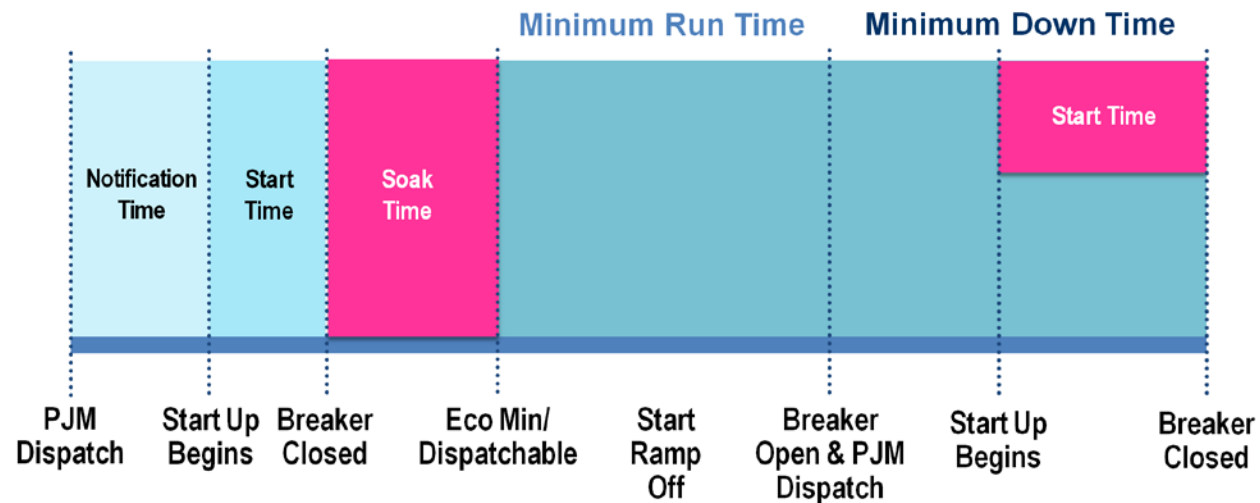 Minimum Run Time
Minimum Down Time
Notification
Time
Start
Time
Soak
Time
Start Time
PJM
Dispatch
Start Up
Begins
Breaker
Closed
Eco Min/
Dispatchable
Start
Ramp
Off
Breaker
Open & PJM
Dispatch
Start Up
Begins
Breaker
Closed